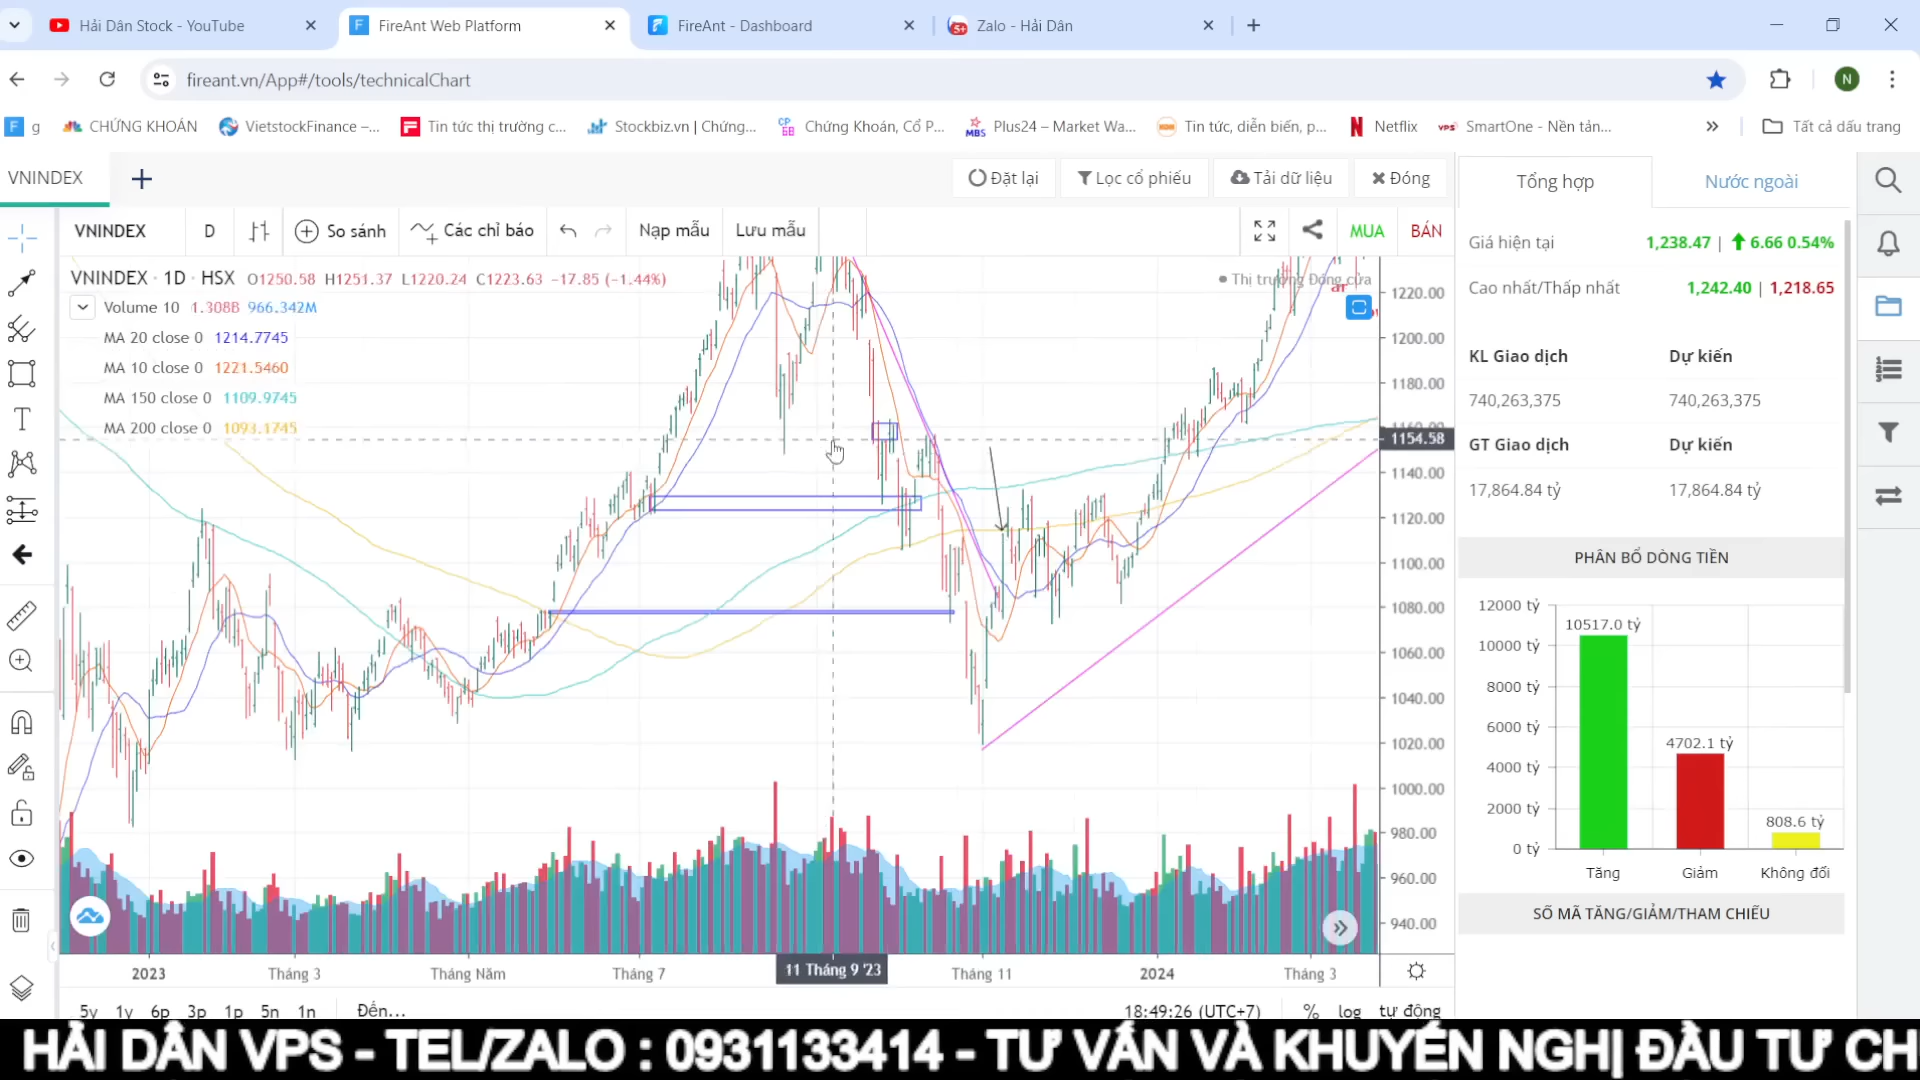 Hải Dân Stock - YouTube
FireAnt Web Platform
FireAnt - Dashboard
Zalo - Hải Dân
fireant.vn/App#/tools/technicalChart
N
g
CHỨNG KHOÁN
VietstockFinance –...
Tin tức thị trường c...
Stockbiz.vn | Chứng...
Chứng Khoán, Cổ P...
Plus24 – Market Wa...
Tin tức, diễn biến, p...
Netflix
SmartOne - Nền tản...
Tất cả dấu trang
VNINDEX
Đặt lại
Lọc cổ phiếu
Tải dữ liệu
Đóng
VNINDEX
D
So sánh
Các chỉ báo
Nạp mẫu
Lưu mẫu
MUA
BÁN
VNINDEX · 1D · HSX O1250.58 H1251.37 L1220.24 C1223.63 −17.85 (−1.44%)
Thị trường Đóng cửa
Volume 10 1.308B 966.342M
MA 20 close 0 1214.7745
MA 10 close 0 1221.5460
MA 150 close 0 1109.9745
MA 200 close 0 1093.1745
1220.00
1200.00
1180.00
1160.00
1154.58
1140.00
1120.00
1100.00
1080.00
1060.00
1040.00
1020.00
1000.00
980.00
960.00
940.00
2023
Tháng 3
Tháng Năm
Tháng 7
11 Tháng 9 '23
Tháng 11
2024
Tháng 3
5y 1y 6p 3p 1p 5n 1n
Đến...
18:49:26 (UTC+7)
% log tự động
Tổng hợp
Nước ngoài
Giá hiện tại 1,238.47 | 6.66 0.54%
Cao nhất/Thấp nhất 1,242.40 | 1,218.65
KL Giao dịch Dự kiến
740,263,375 740,263,375
GT Giao dịch Dự kiến
17,864.84 tỷ 17,864.84 tỷ
PHÂN BỔ DÒNG TIỀN
12000 tỷ
10000 tỷ
8000 tỷ
6000 tỷ
4000 tỷ
2000 tỷ
0 tỷ
10517.0 tỷ
4702.1 tỷ
808.6 tỷ
Tăng
Giảm
Không đổi
SỐ MÃ TĂNG/GIẢM/THAM CHIẾU
HẢI DÂN VPS - TEL/ZALO : 0931133414 - TƯ VẤN VÀ KHUYẾN NGHỊ ĐẦU TƯ CH